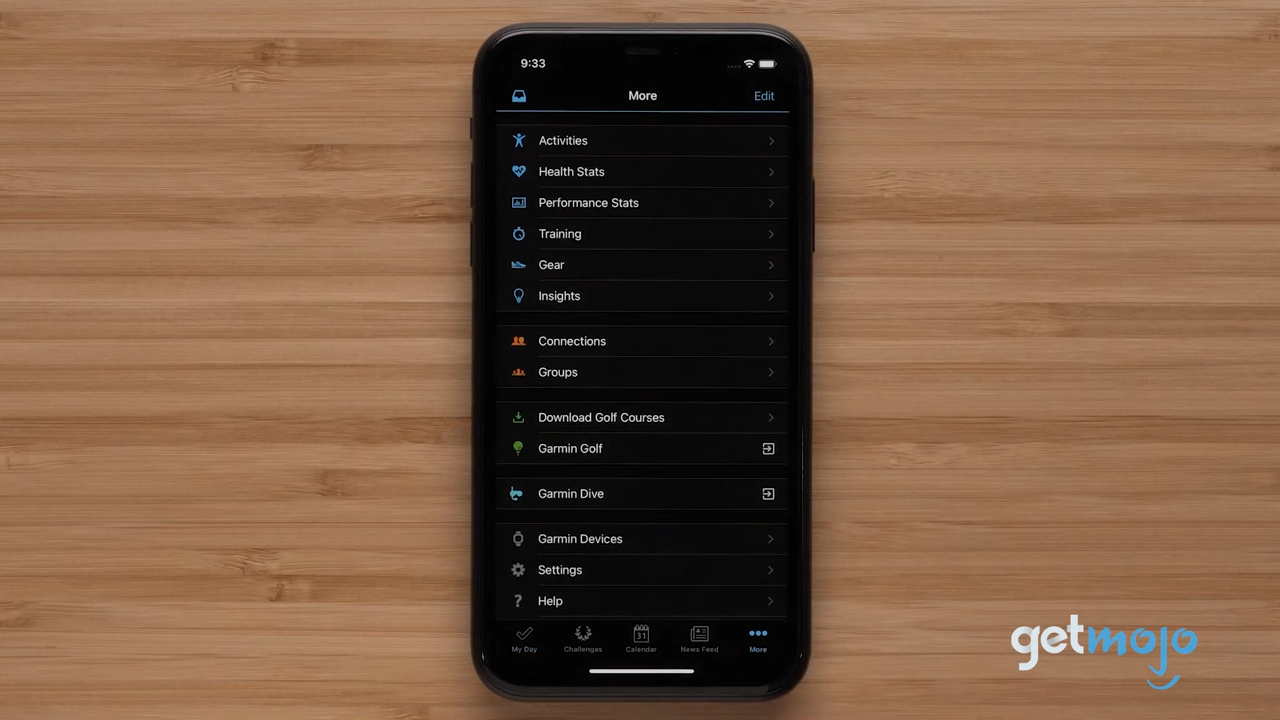 9:33
More
Edit
Activities
Health Stats
Performance Stats
Training
Gear
Insights
Connections
Groups
Download Golf Courses
Garmin Golf
Garmin Dive
Garmin Devices
Settings
? Help
31
My Day
Challenges
Calendar
News Feed
More
getmojo